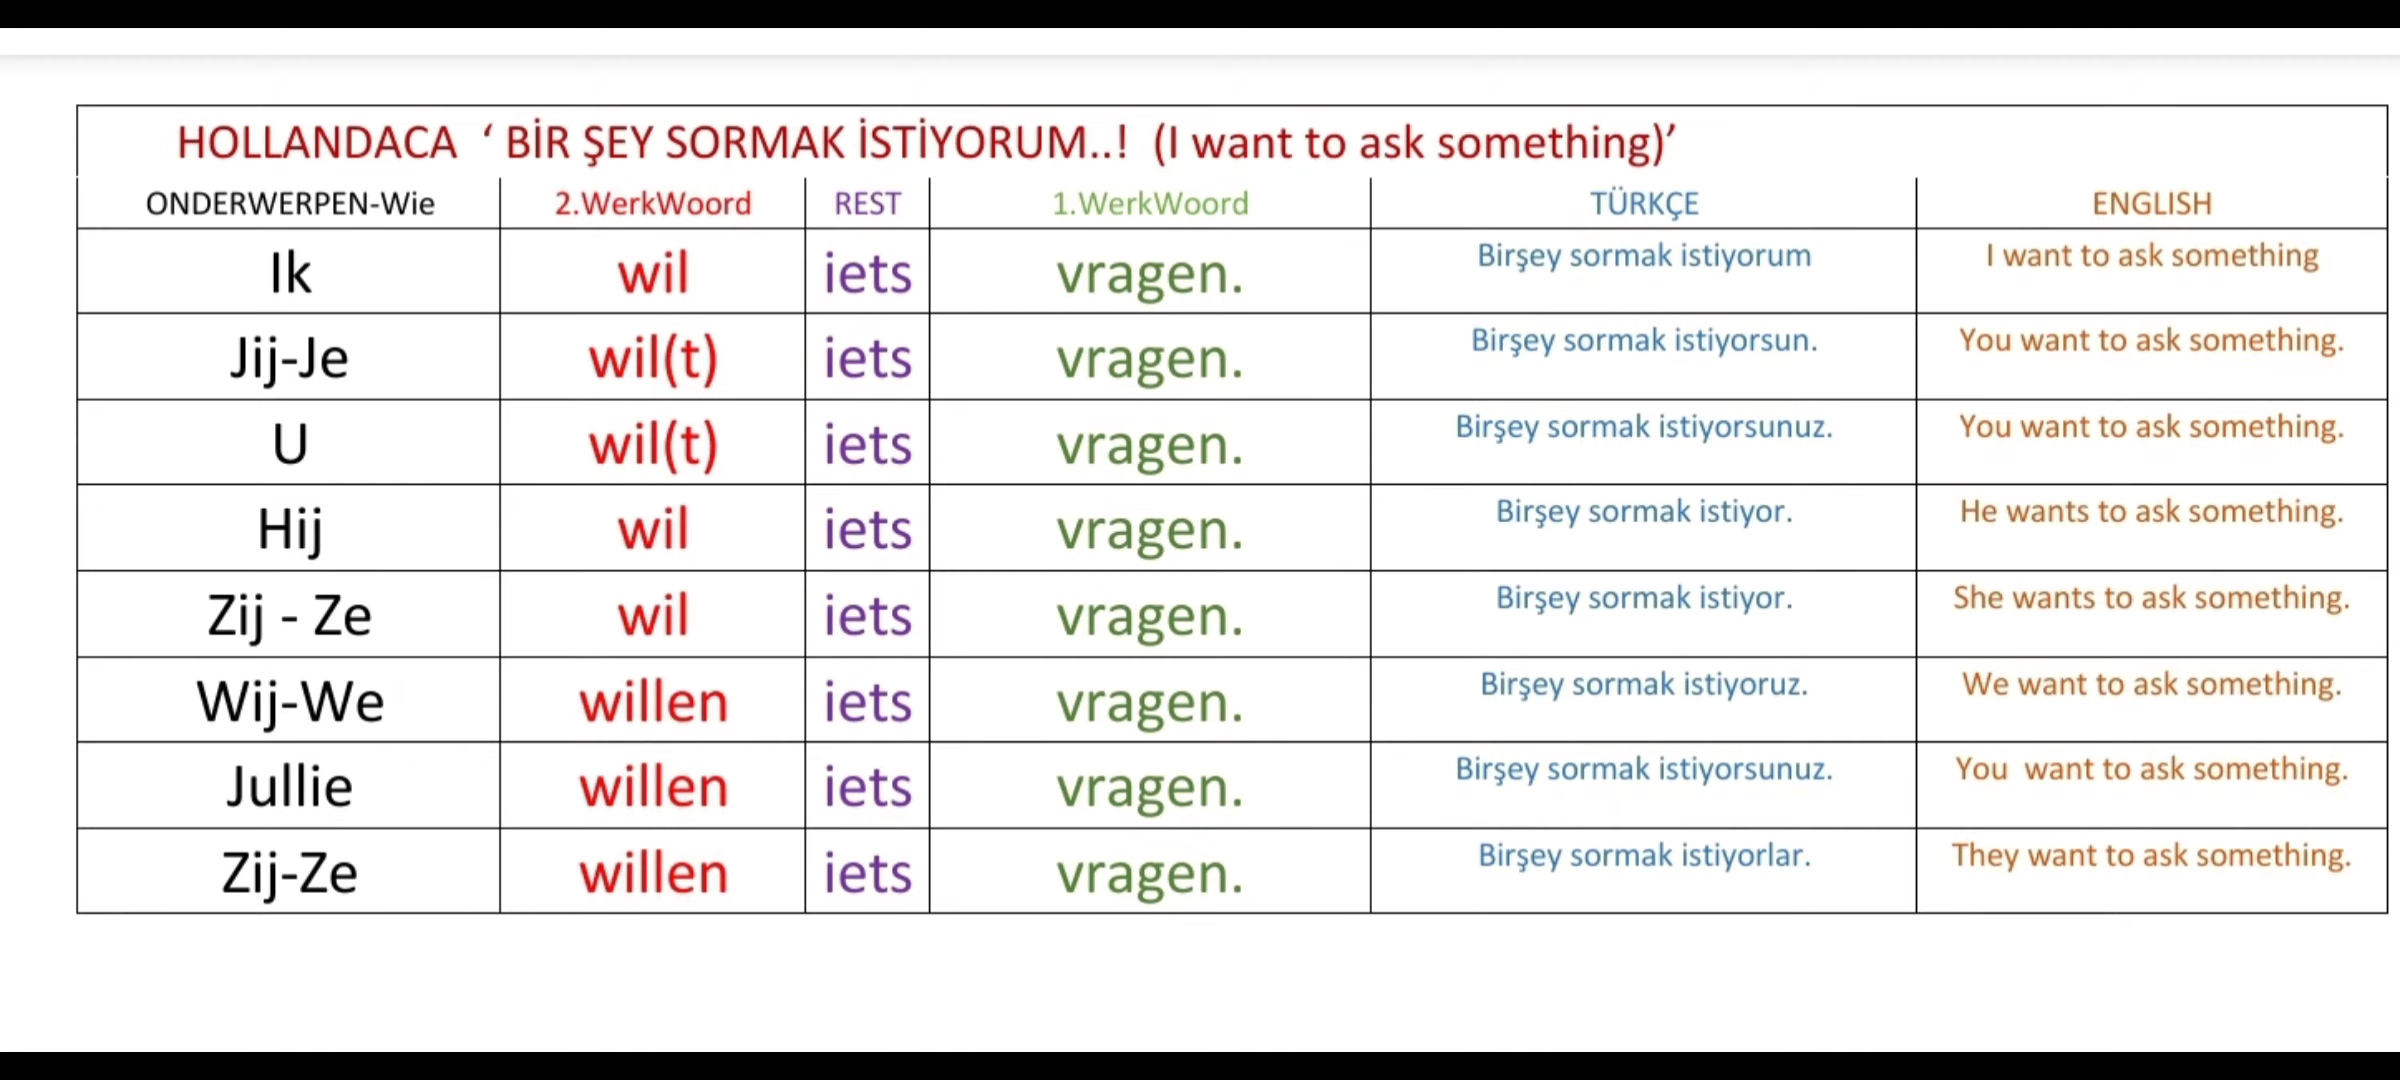 HOLLANDACA ‘ BİR ŞEY SORMAK İSTİYORUM..! (I want to ask something)’
ONDERWERPEN-Wie 2.WerkWoord REST 1.WerkWoord TÜRKÇE ENGLISH
Ik wil iets vragen. Birşey sormak istiyorum I want to ask something
Jij-Je wil(t) iets vragen. Birşey sormak istiyorsun. You want to ask something.
U wil(t) iets vragen. Birşey sormak istiyorsunuz. You want to ask something.
Hij wil iets vragen. Birşey sormak istiyor. He wants to ask something.
Zij - Ze wil iets vragen. Birşey sormak istiyor. She wants to ask something.
Wij-We willen iets vragen. Birşey sormak istiyoruz. We want to ask something.
Jullie willen iets vragen. Birşey sormak istiyorsunuz. You want to ask something.
Zij-Ze willen iets vragen. Birşey sormak istiyorlar. They want to ask something.